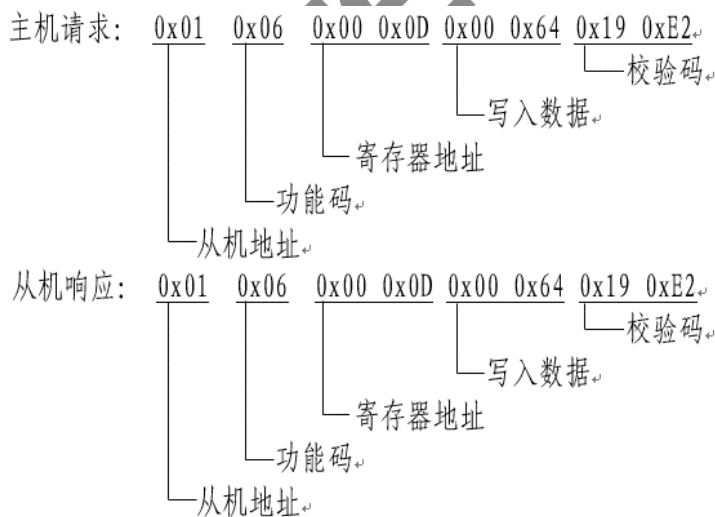 主机请求： 0x01 0x06 0x00 0x0D 0x00 0x64 0x19 0xE2
校验码
写入数据
寄存器地址
功能码
从机地址
从机响应： 0x01 0x06 0x00 0x0D 0x00 0x64 0x19 0xE2
校验码
写入数据
寄存器地址
功能码
从机地址